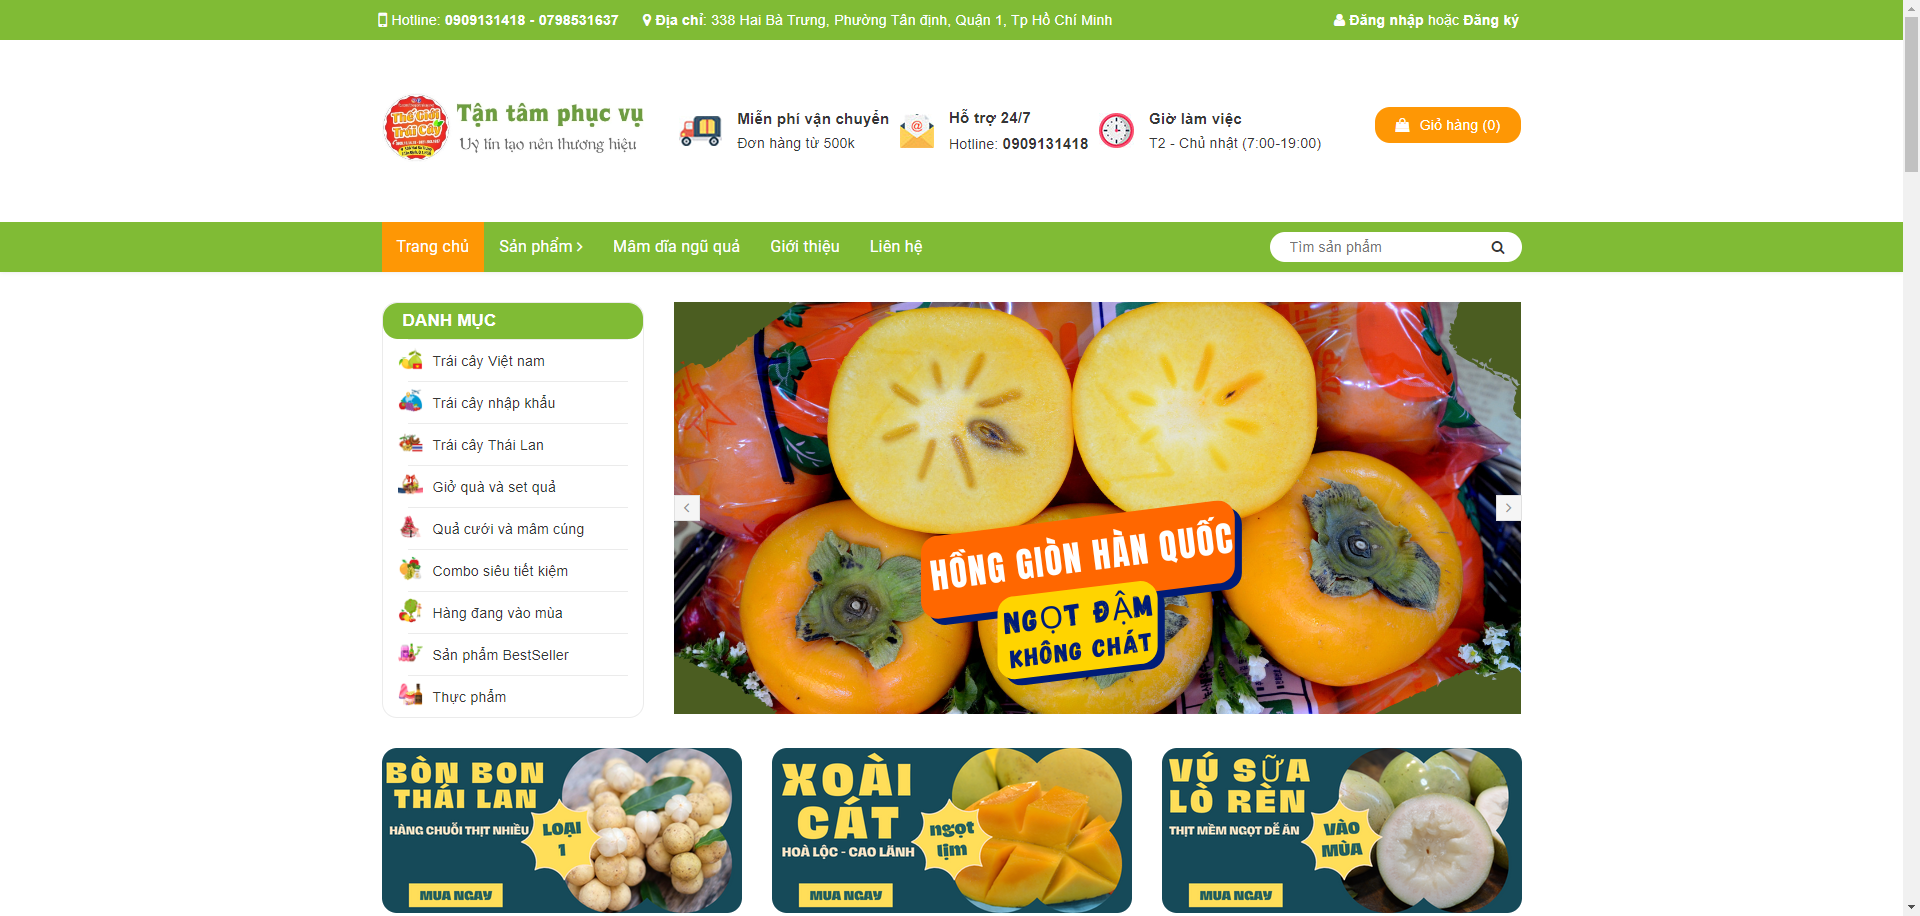 Hotline: 0909131418 - 0798531637
Địa chỉ: 338 Hai Bà Trưng, Phường Tân định, Quận 1, Tp Hồ Chí Minh
Đăng nhập hoặc Đăng ký
Thế Giới
Trái Cây
Tận tâm phục vụ
Uy tín tạo nên thương hiệu
Miễn phí vận chuyển
Đơn hàng từ 500k
Hỗ trợ 24/7
Hotline: 0909131418
Giờ làm việc
T2 - Chủ nhật (7:00-19:00)
Giỏ hàng (0)
Trang chủ
Sản phẩm
Mâm dĩa ngũ quả
Giới thiệu
Liên hệ
Tìm sản phẩm
DANH MỤC
Trái cây Việt nam
Trái cây nhập khẩu
Trái cây Thái Lan
Giở quà và set quả
Quả cưới và mâm cúng
Combo siêu tiết kiệm
Hàng đang vào mùa
Sản phẩm BestSeller
Thực phẩm
HỒNG GIÒN HÀN QUỐC
NGỌT ĐẬM
KHÔNG CHÁT
BÒN BON
THÁI LAN
HÀNG CHUỖI THỊT NHIỀU
LOẠI
1
MUA NGAY
XOÀI
CÁT
HOÀ LỘC - CAO LÃNH
ngọt
lịm
MUA NGAY
VÚ SỮA
LÒ RÈN
THỊT MỀM NGỌT DỄ ĂN
VÀO
MÙA
MUA NGAY